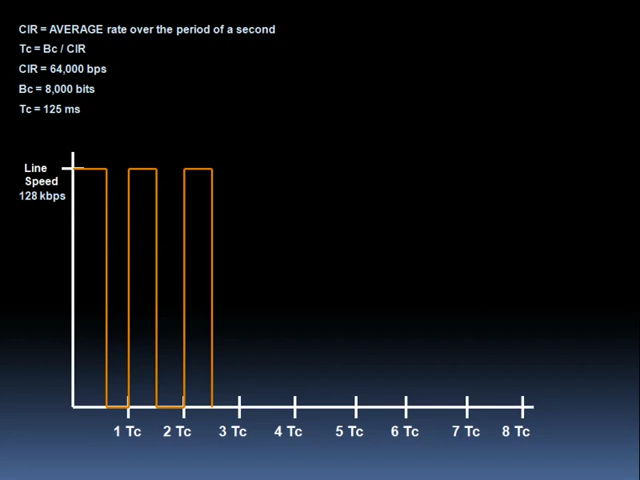 CIR = AVERAGE rate over the period of a second
Tc = Bc / CIR
CIR = 64,000 bps
Bc = 8,000 bits
Tc = 125 ms
Line
Speed
128 kbps
1 Tc 2 Tc 3 Tc 4 Tc 5 Tc 6 Tc 7 Tc 8 Tc